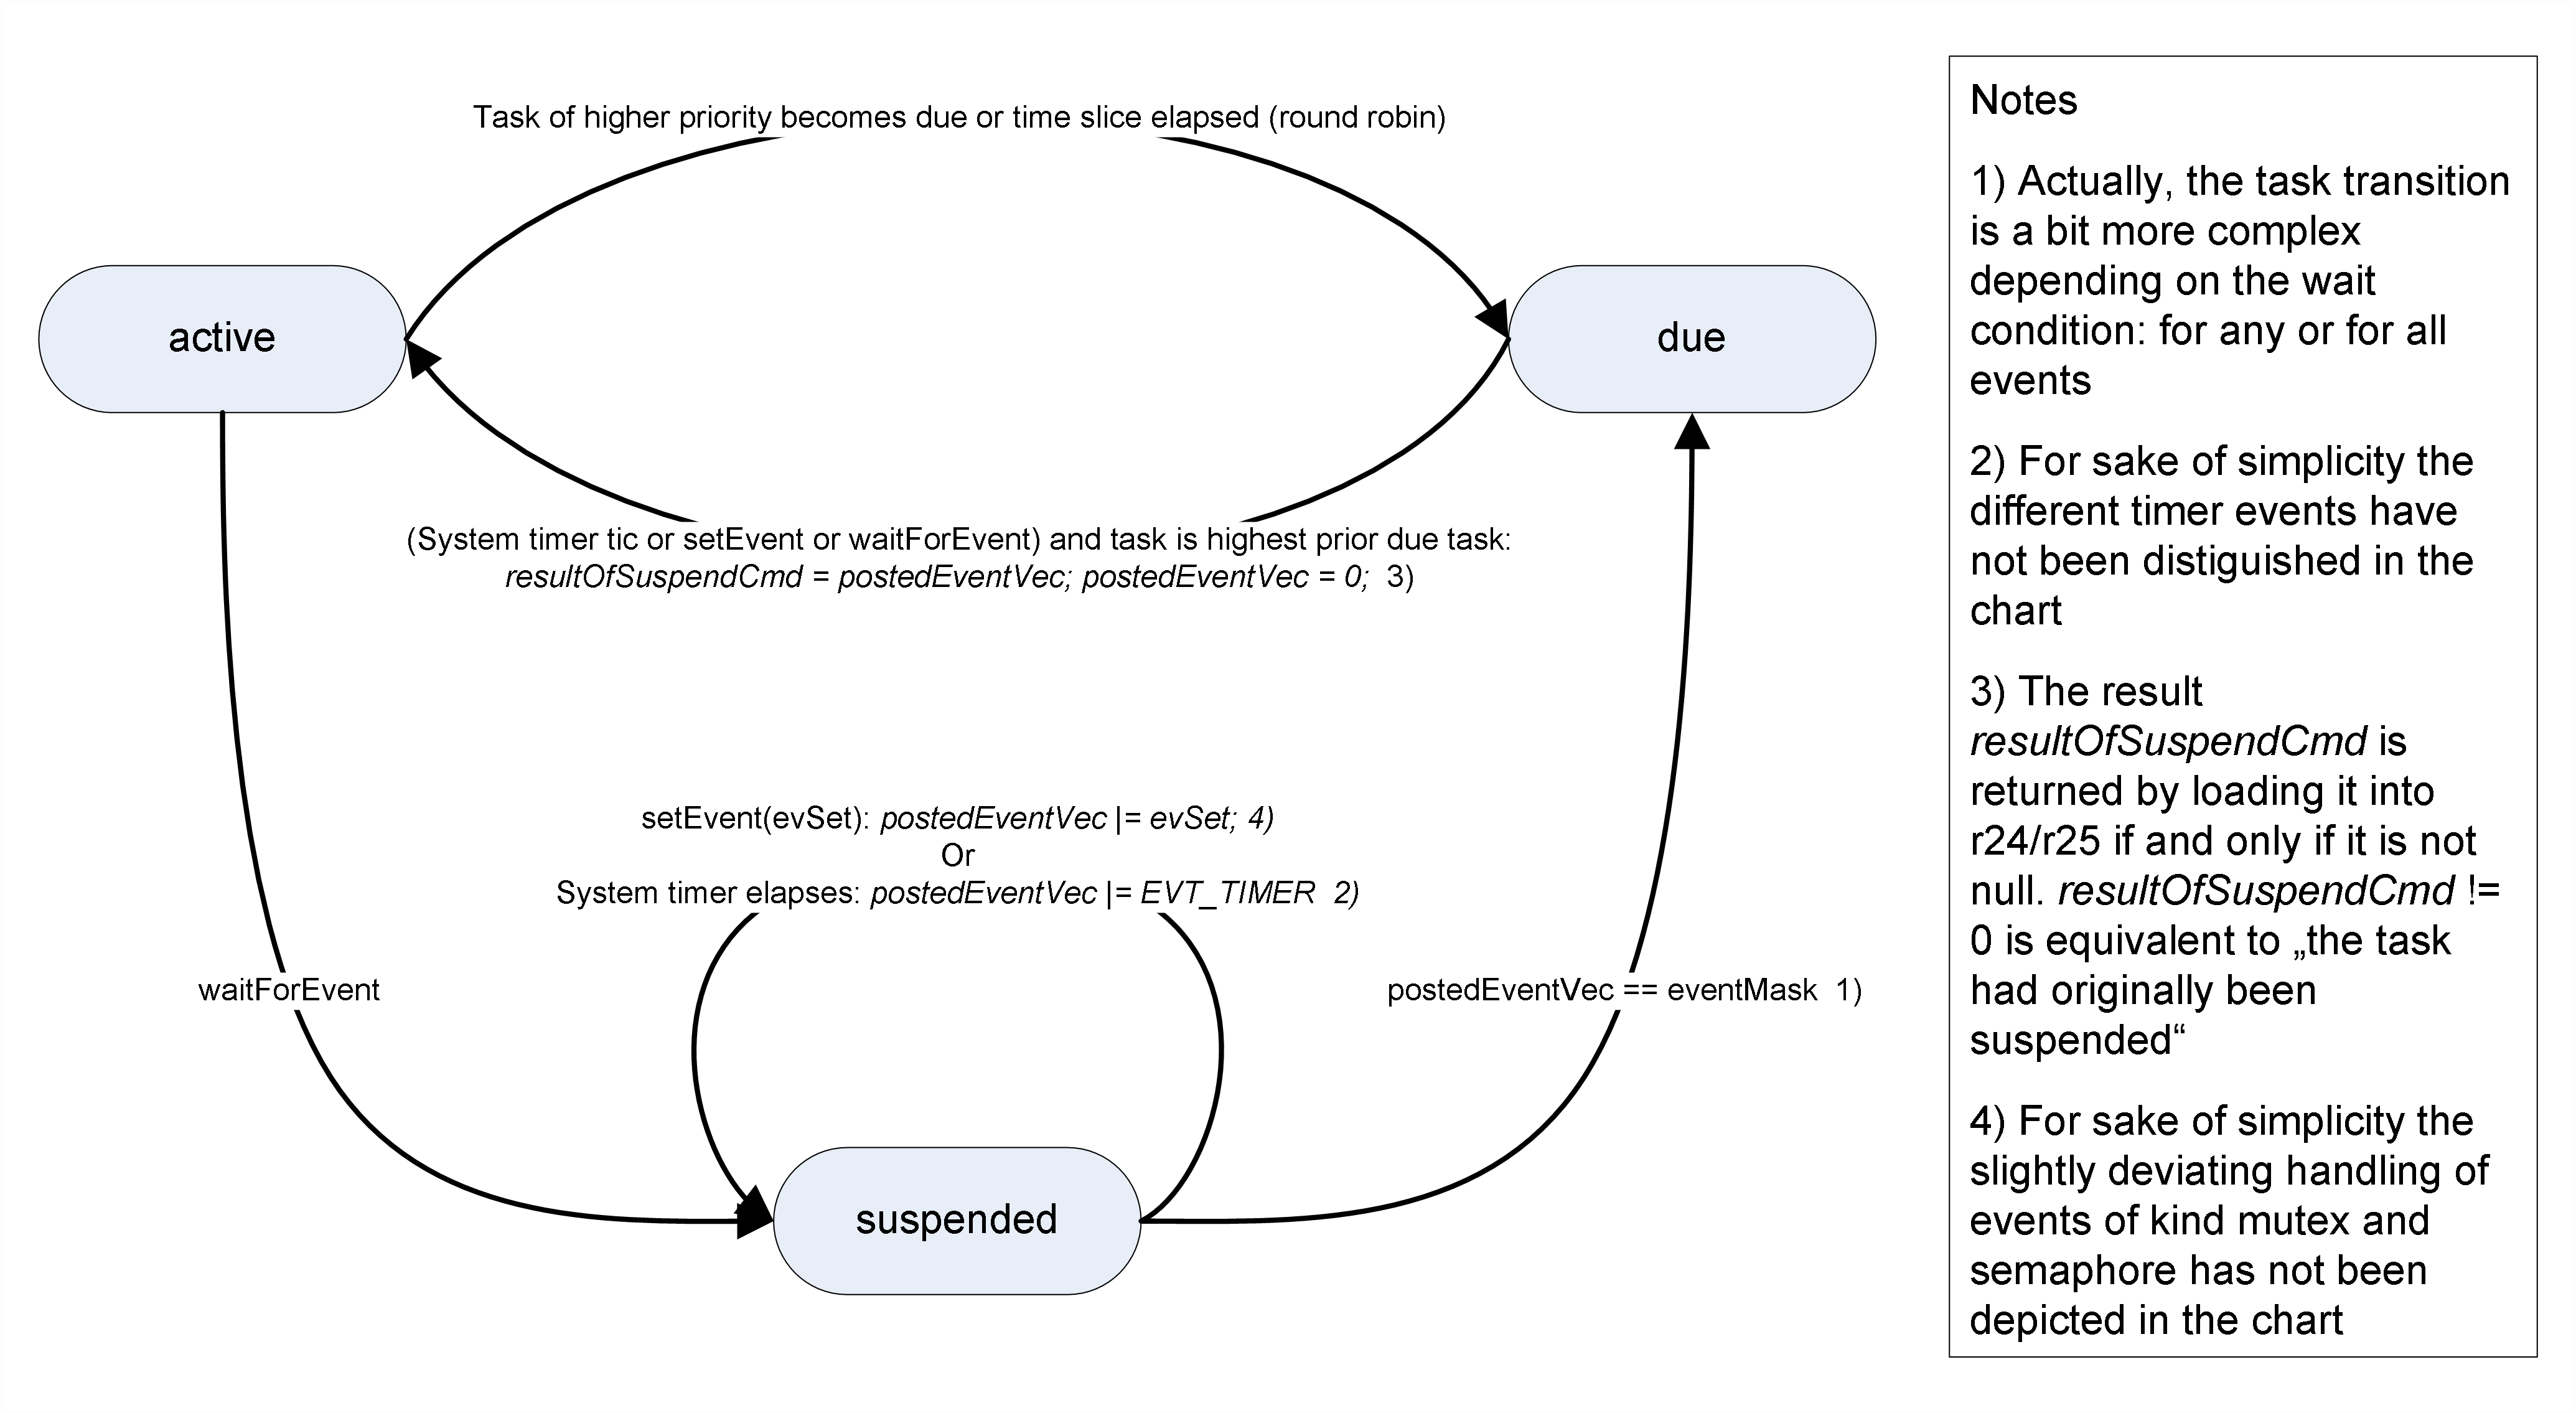 Task of higher priority becomes due or time slice elapsed (round robin)
active
due
(System timer tic or setEvent or waitForEvent) and task is highest prior due task:
resultOfSuspendCmd = postedEventVec; postedEventVec = 0;  3)
setEvent(evSet): postedEventVec |= evSet; 4)
Or
System timer elapses: postedEventVec |= EVT_TIMER  2)
waitForEvent
postedEventVec == eventMask  1)
suspended
Notes
1) Actually, the task transition
is a bit more complex
depending on the wait
condition: for any or for all
events
2) For sake of simplicity the
different timer events have
not been distiguished in the
chart
3) The result
resultOfSuspendCmd is
returned by loading it into
r24/r25 if and only if it is not
null. resultOfSuspendCmd !=
0 is equivalent to „the task
had originally been
suspended“
4) For sake of simplicity the
slightly deviating handling of
events of kind mutex and
semaphore has not been
depicted in the chart